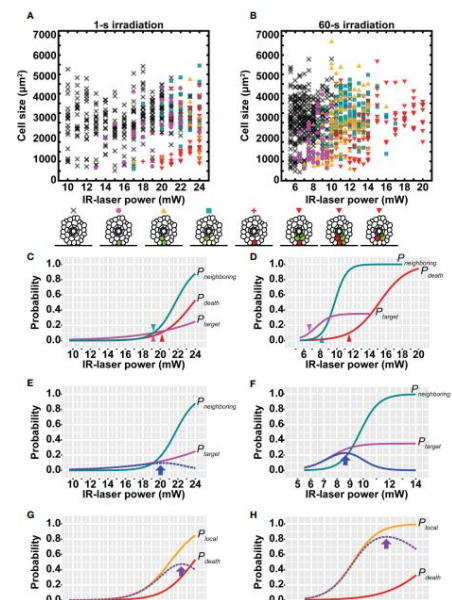 A 1-s irradiation
B 60-s irradiation
Cell size (μm²)
7000
6000
5000
4000
3000
2000
1000
0
10 12 14 16 18 20 22 24
IR-laser power (mW)
Cell size (μm²)
7000
6000
5000
4000
3000
2000
1000
0
6 8 10 12 14 16 18 20
IR-laser power (mW)
C
Probability
1.0
0.8
0.6
0.4
0.2
0.0
P neighboring
P death
P target
10 12 14 16 18 20 22 24
IR-laser power (mW)
D
Probability
1.0
0.8
0.6
0.4
0.2
0.0
P neighboring
P death
P target
6 8 10 12 14 16 18 20
IR-laser power (mW)
E
Probability
1.0
0.8
0.6
0.4
0.2
0.0
P neighboring
P target
10 12 14 16 18 20 22 24
IR-laser power (mW)
F
Probability
1.0
0.8
0.6
0.4
0.2
0.0
P neighboring
P target
5 6 7 8 9 10 11 12 13 14
IR-laser power (mW)
G
Probability
1.0
0.8
0.6
0.4
0.2
0.0
P local
P death
H
Probability
1.0
0.8
0.6
0.4
0.2
0.0
P local
P death